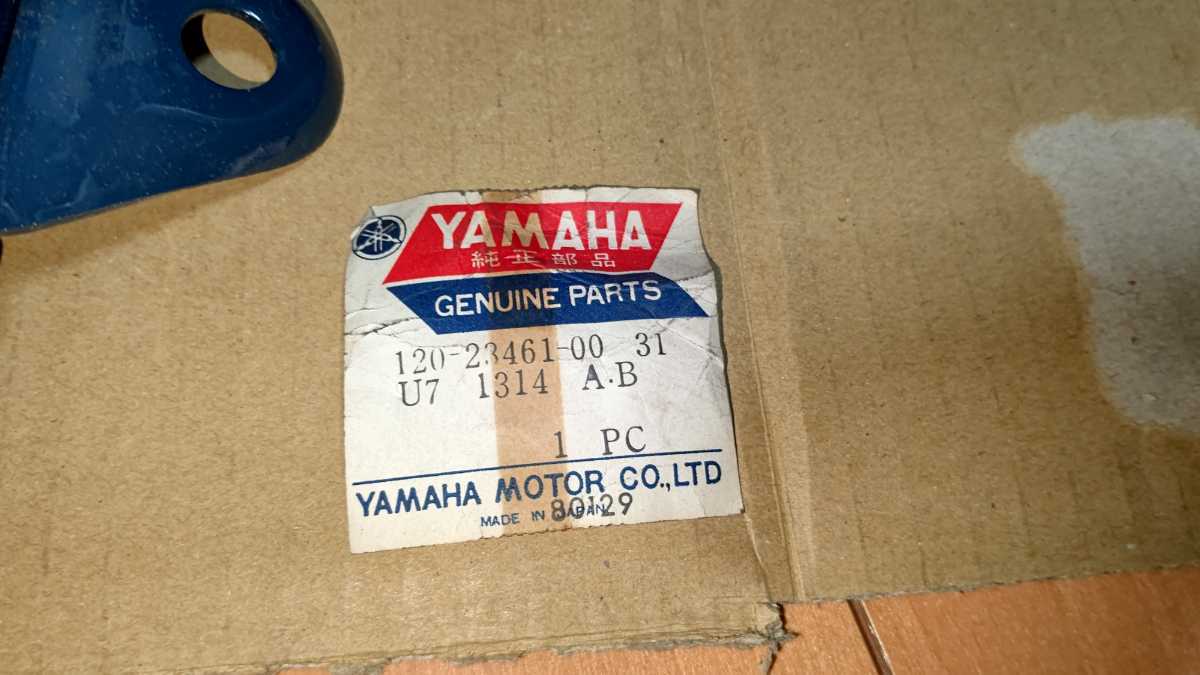 YAMAHA
純正部品
GENUINE PARTS
120-23461-00 31
U7 1314 A.B
1 PC
YAMAHA MOTOR CO.,LTD
MADE IN JAPAN
80129